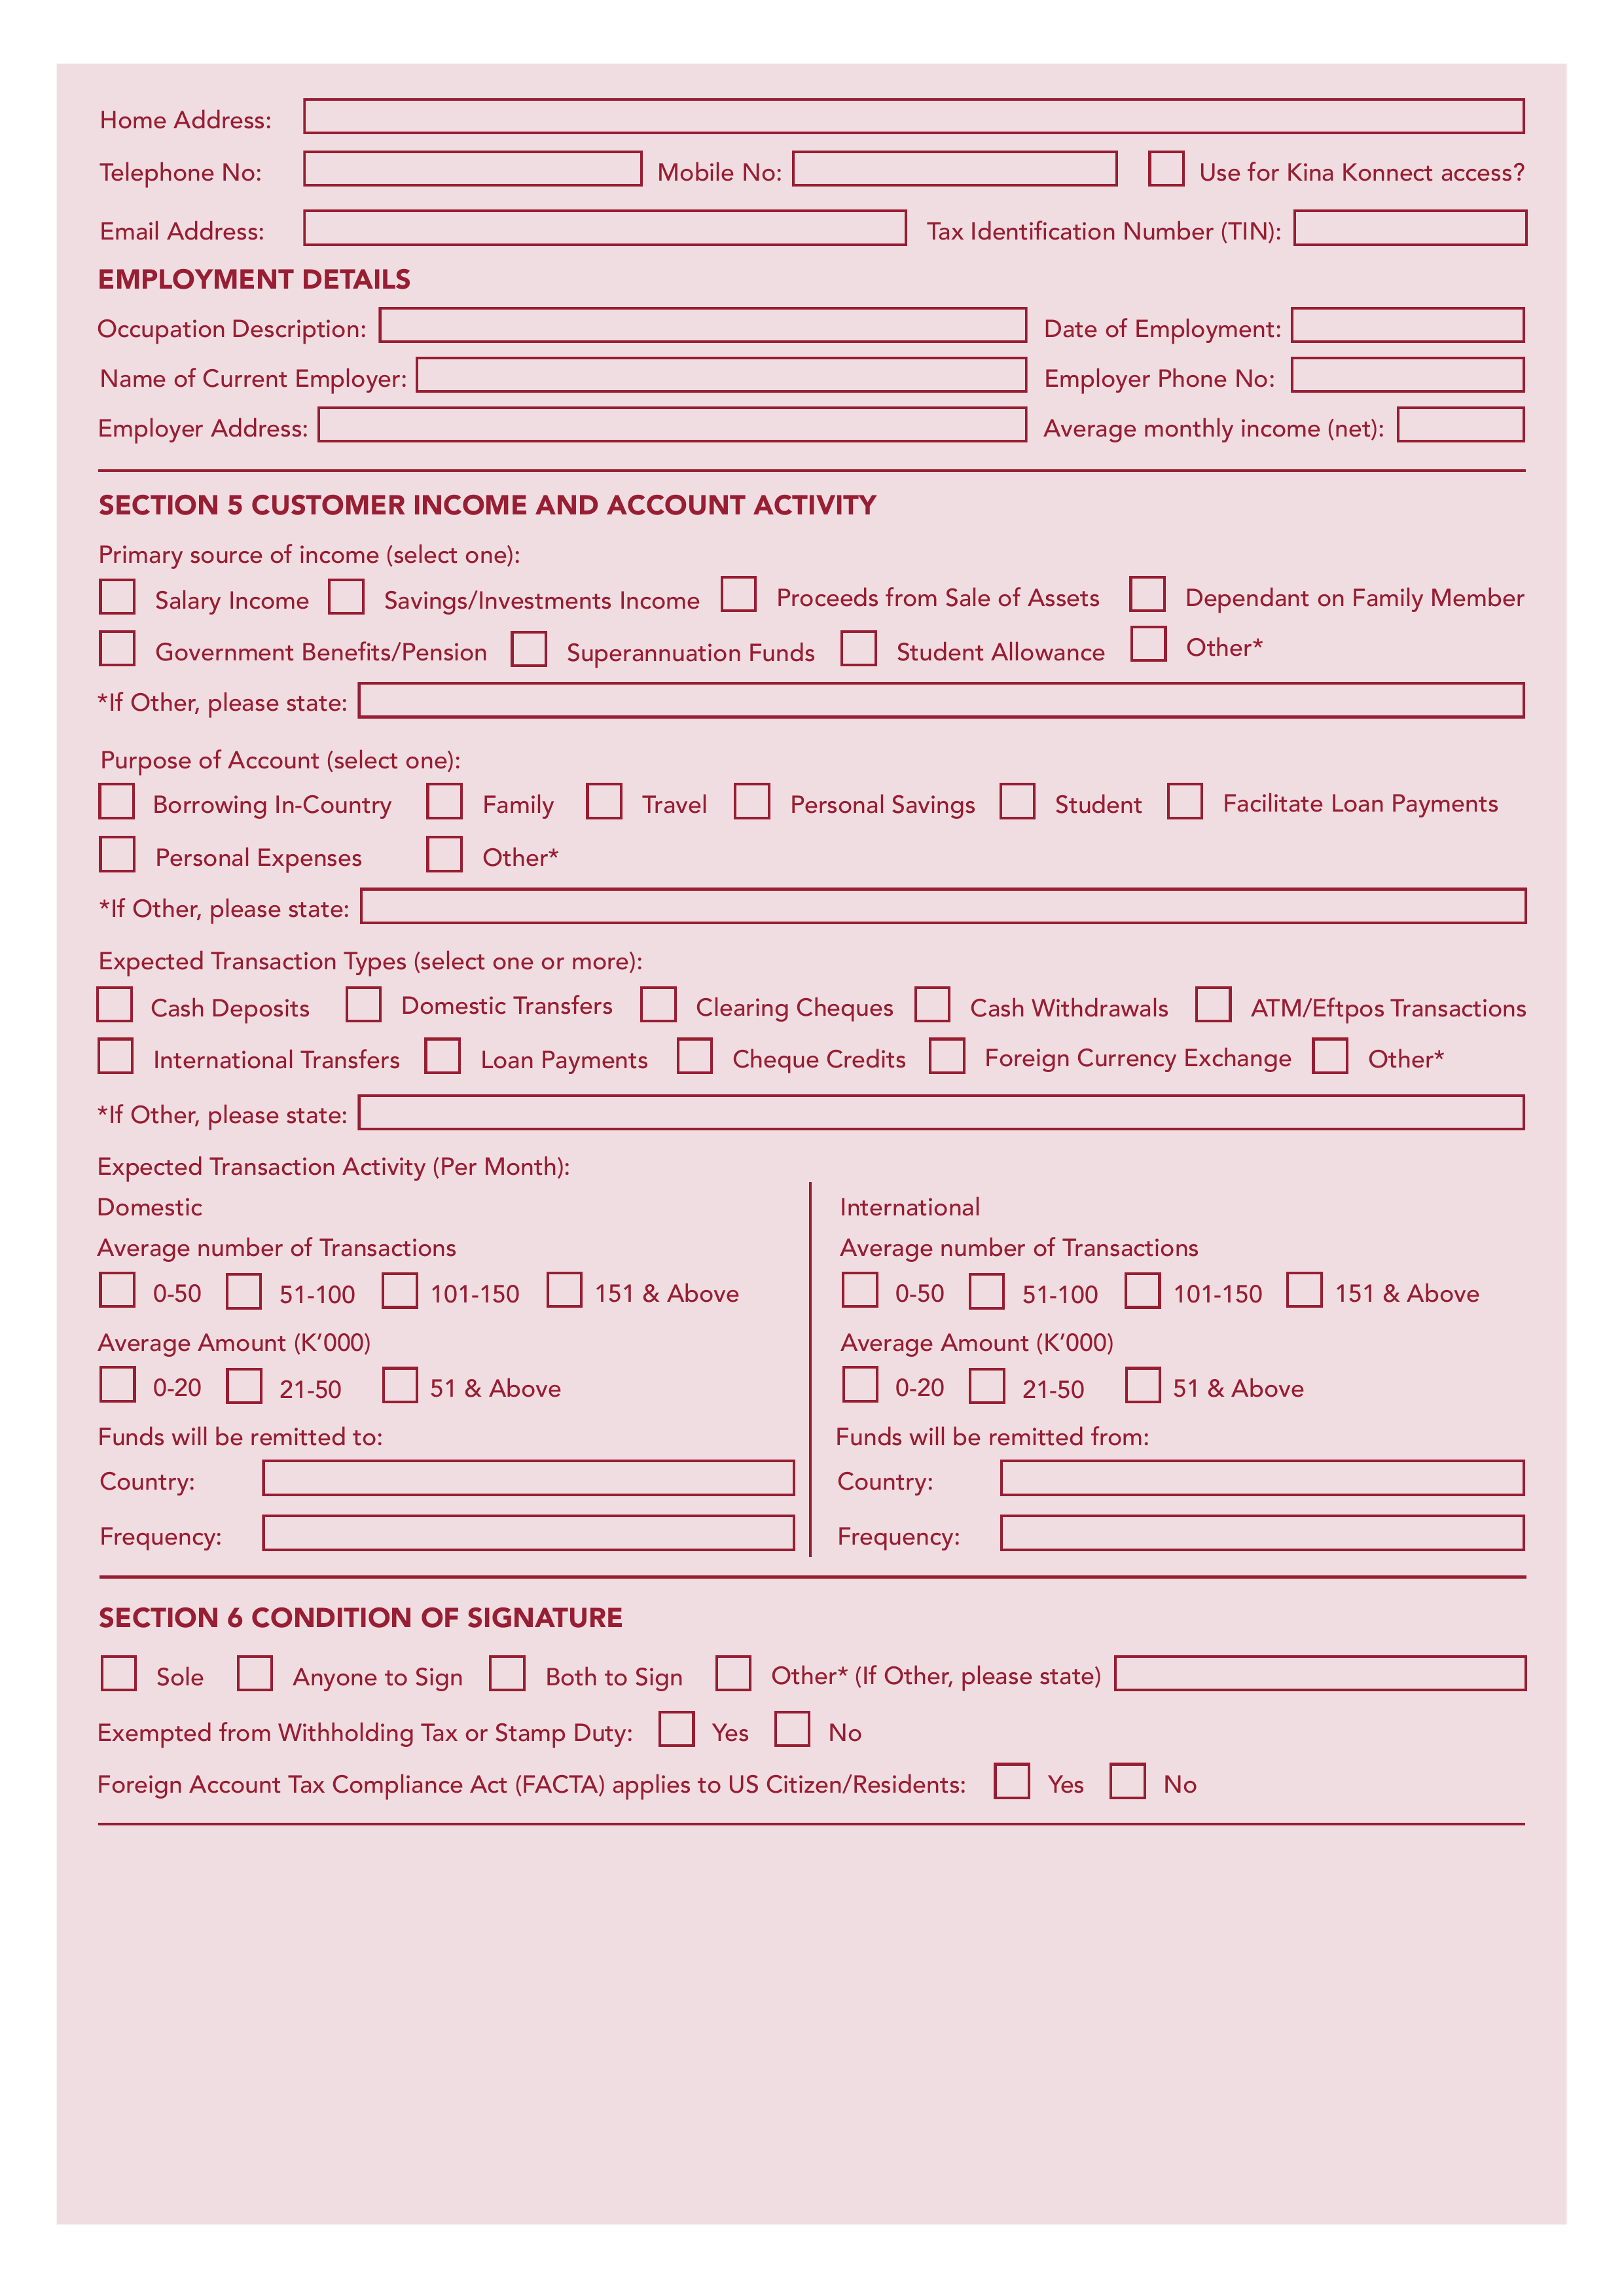 Home Address:
Telephone No: Mobile No: Use for Kina Konnect access?
Email Address: Tax Identification Number (TIN):
EMPLOYMENT DETAILS
Occupation Description: Date of Employment:
Name of Current Employer: Employer Phone No:
Employer Address: Average monthly income (net):
SECTION 5 CUSTOMER INCOME AND ACCOUNT ACTIVITY
Primary source of income (select one):
Salary Income Savings/Investments Income Proceeds from Sale of Assets Dependant on Family Member
Government Benefits/Pension Superannuation Funds Student Allowance Other*
*If Other, please state:
Purpose of Account (select one):
Borrowing In-Country Family Travel Personal Savings Student Facilitate Loan Payments
Personal Expenses Other*
*If Other, please state:
Expected Transaction Types (select one or more):
Cash Deposits Domestic Transfers Clearing Cheques Cash Withdrawals ATM/Eftpos Transactions
International Transfers Loan Payments Cheque Credits Foreign Currency Exchange Other*
*If Other, please state:
Expected Transaction Activity (Per Month):
Domestic
Average number of Transactions
0-50 51-100 101-150 151 & Above
Average Amount (K’000)
0-20 21-50 51 & Above
Funds will be remitted to:
Country:
Frequency:
International
Average number of Transactions
0-50 51-100 101-150 151 & Above
Average Amount (K’000)
0-20 21-50 51 & Above
Funds will be remitted from:
Country:
Frequency:
SECTION 6 CONDITION OF SIGNATURE
Sole Anyone to Sign Both to Sign Other* (If Other, please state)
Exempted from Withholding Tax or Stamp Duty: Yes No
Foreign Account Tax Compliance Act (FACTA) applies to US Citizen/Residents: Yes No